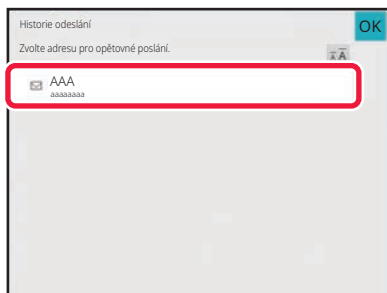 Historie odeslání
OK
Zvolte adresu pro opětovné poslání.
AAA
aaaaaaaa